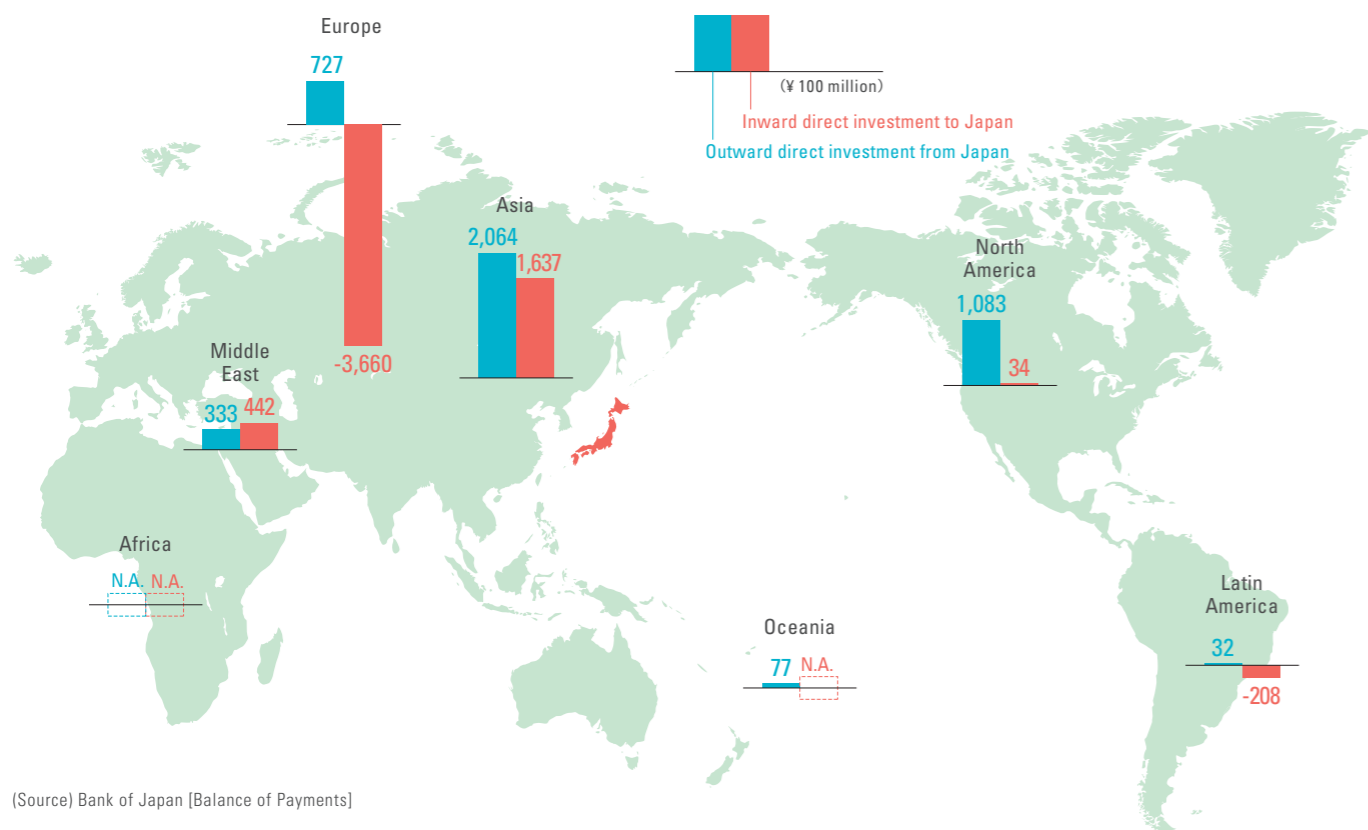 Europe
727
-3,660
(¥ 100 million)
Inward direct investment to Japan
Outward direct investment from Japan
Asia
2,064
1,637
North
America
1,083
34
Middle
East
333
442
Africa
N.A.
N.A.
Oceania
77
N.A.
Latin
America
32
-208
(Source) Bank of Japan [Balance of Payments]